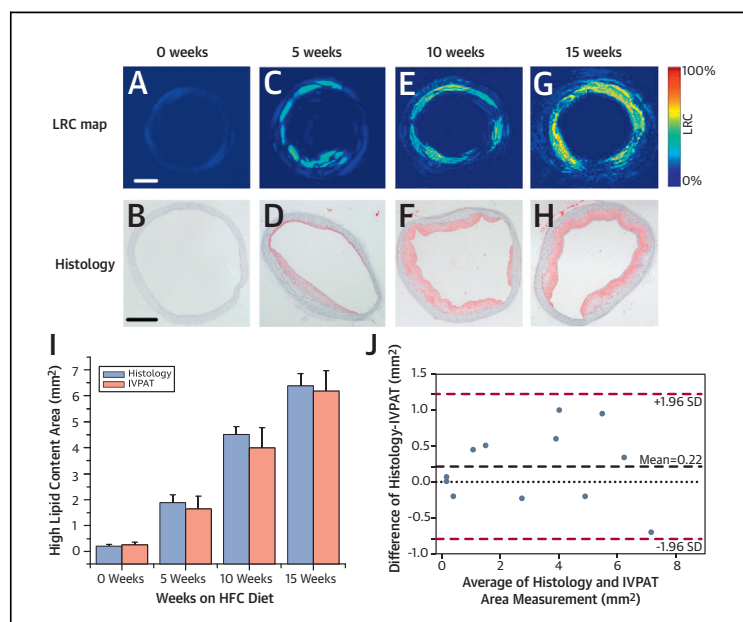 0 weeks 5 weeks 10 weeks 15 weeks
LRC map
A C E G
100%
LRC
0%
Histology
B D F H
I
High Lipid Content Area (mm²)
7
6
5
4
3
2
1
0
Histology
IVPAT
0 Weeks 5 Weeks 10 Weeks 15 Weeks
Weeks on HFC Diet
J
Difference of Histology-IVPAT (mm²)
1.5
1.0
0.5
0.0
-0.5
-1.0
+1.96 SD
Mean=0.22
-1.96 SD
0 2 4 6 8
Average of Histology and IVPAT
Area Measurement (mm²)